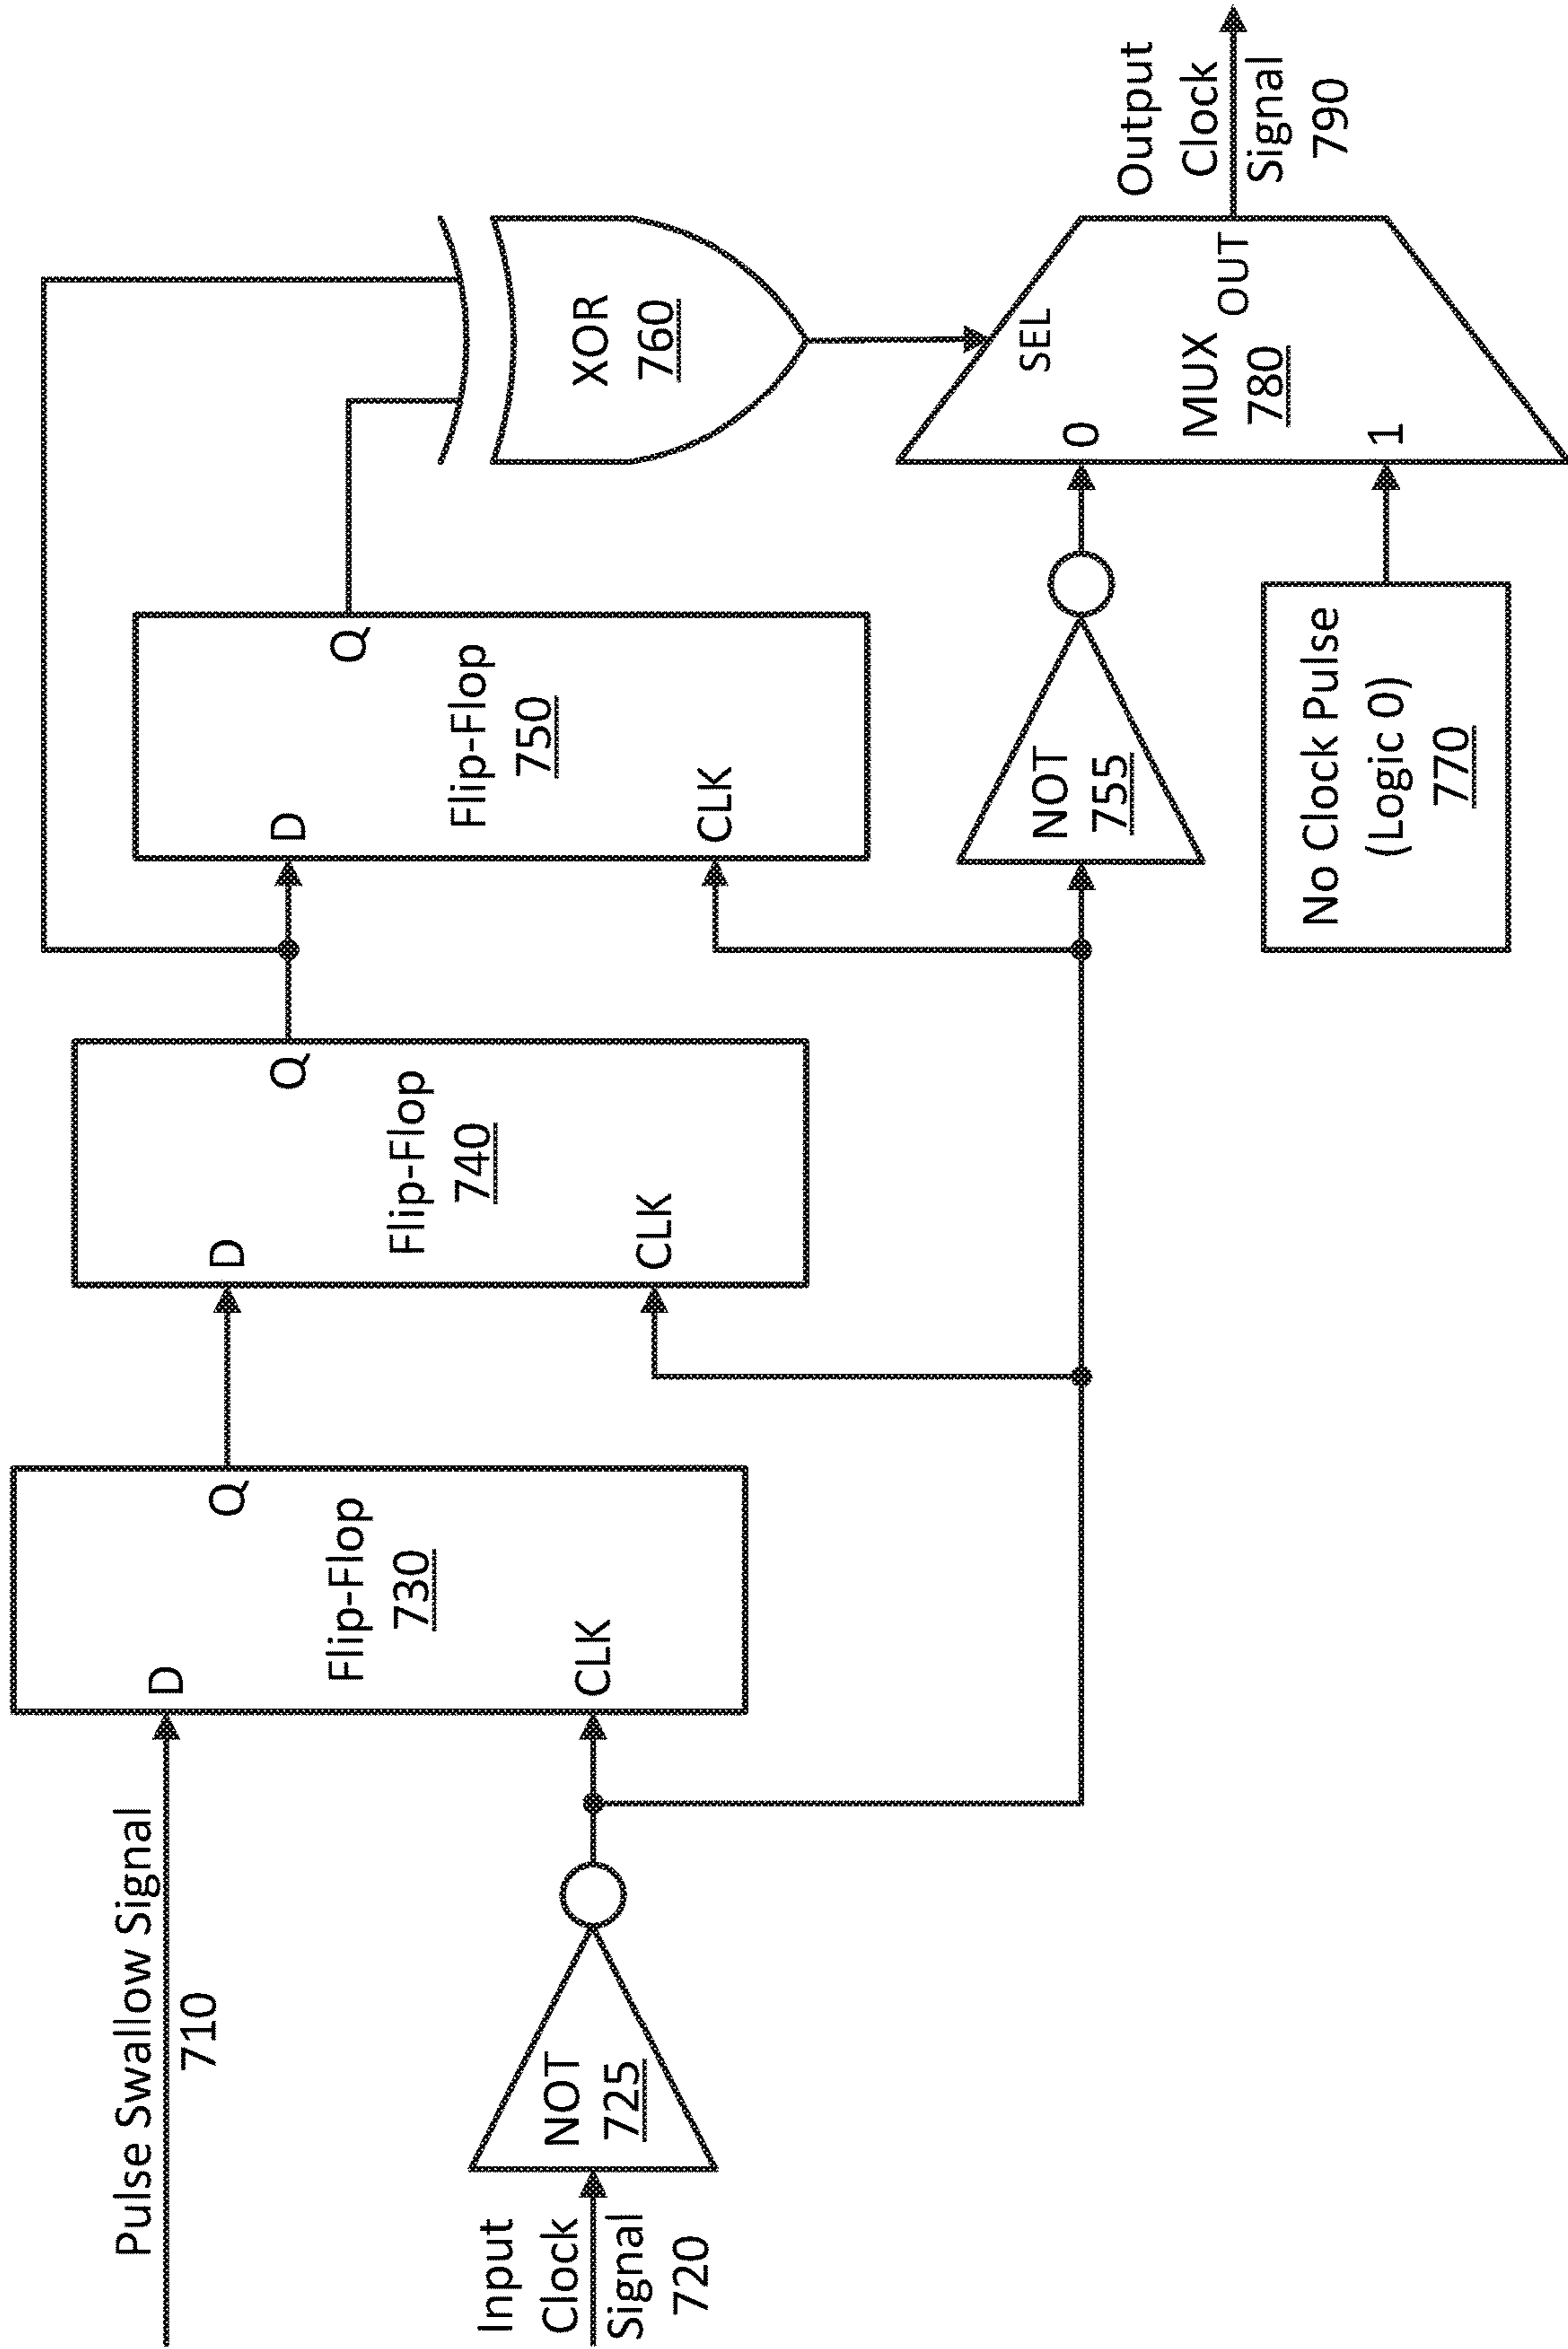 Pulse Swallow Signal
710
Input
Clock
Signal
720
NOT
725
D
Q
Flip-Flop
730
CLK
D
Q
Flip-Flop
740
CLK
D
Q
Flip-Flop
750
CLK
NOT
755
No Clock Pulse
(Logic 0)
770
XOR
760
SEL
0
MUX
780
OUT
1
Output
Clock
Signal
790